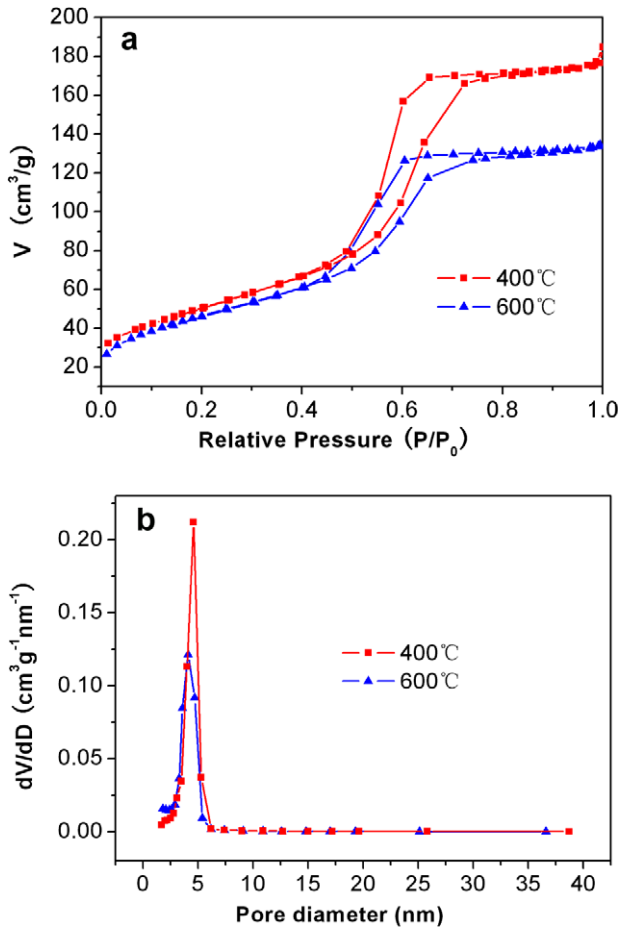 a
200
180
160
140
120
100
80
60
40
20
V (cm³/g)
400℃
600℃
0.0 0.2 0.4 0.6 0.8 1.0
Relative Pressure (P/P₀)
b
0.20
0.15
0.10
0.05
0.00
dV/dD (cm³g⁻¹nm⁻¹)
400℃
600℃
0 5 10 15 20 25 30 35 40
Pore diameter (nm)